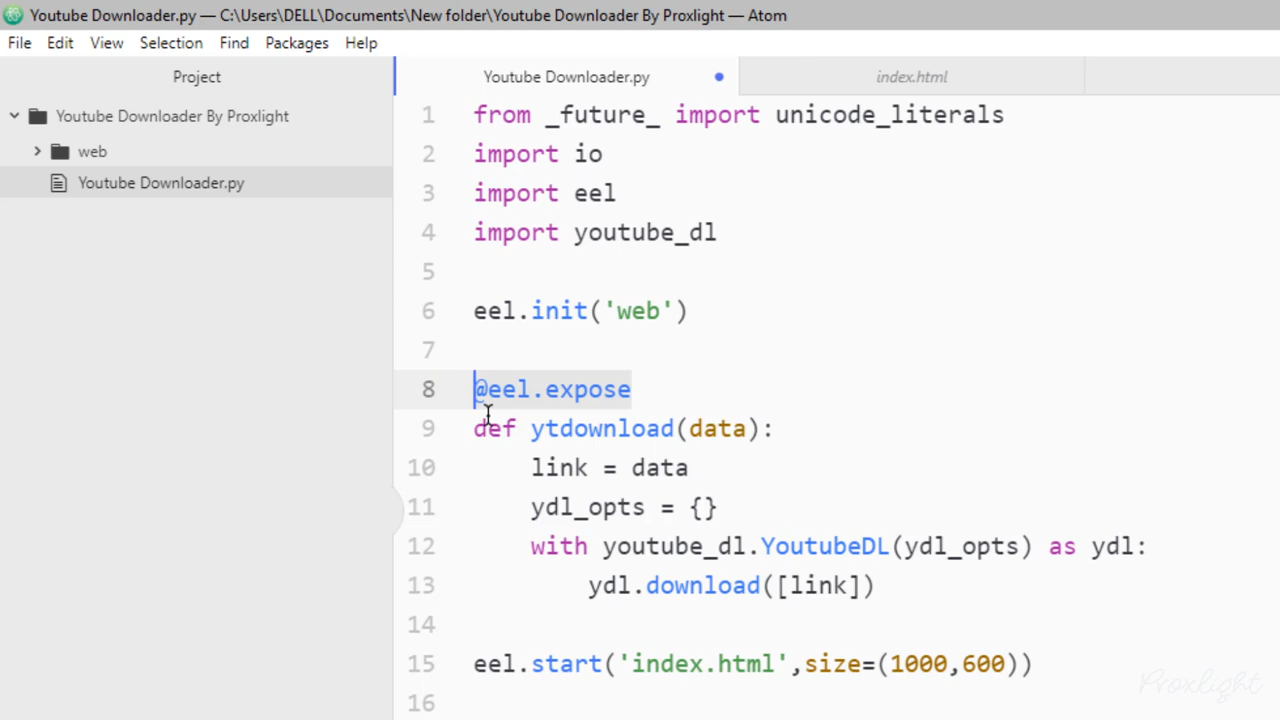 Youtube Downloader.py — C:\Users\DELL\Documents\New folder\Youtube Downloader By Proxlight — Atom
File Edit View Selection Find Packages Help
Project
Youtube Downloader By Proxlight
web
Youtube Downloader.py
Youtube Downloader.py index.html
1 from _future_ import unicode_literals
2 import io
3 import eel
4 import youtube_dl
5
6 eel.init('web')
7
8 @eel.expose
9 def ytdownload(data):
10 link = data
11 ydl_opts = {}
12 with youtube_dl.YoutubeDL(ydl_opts) as ydl:
13 ydl.download([link])
14
15 eel.start('index.html',size=(1000,600))
16
Proxlight